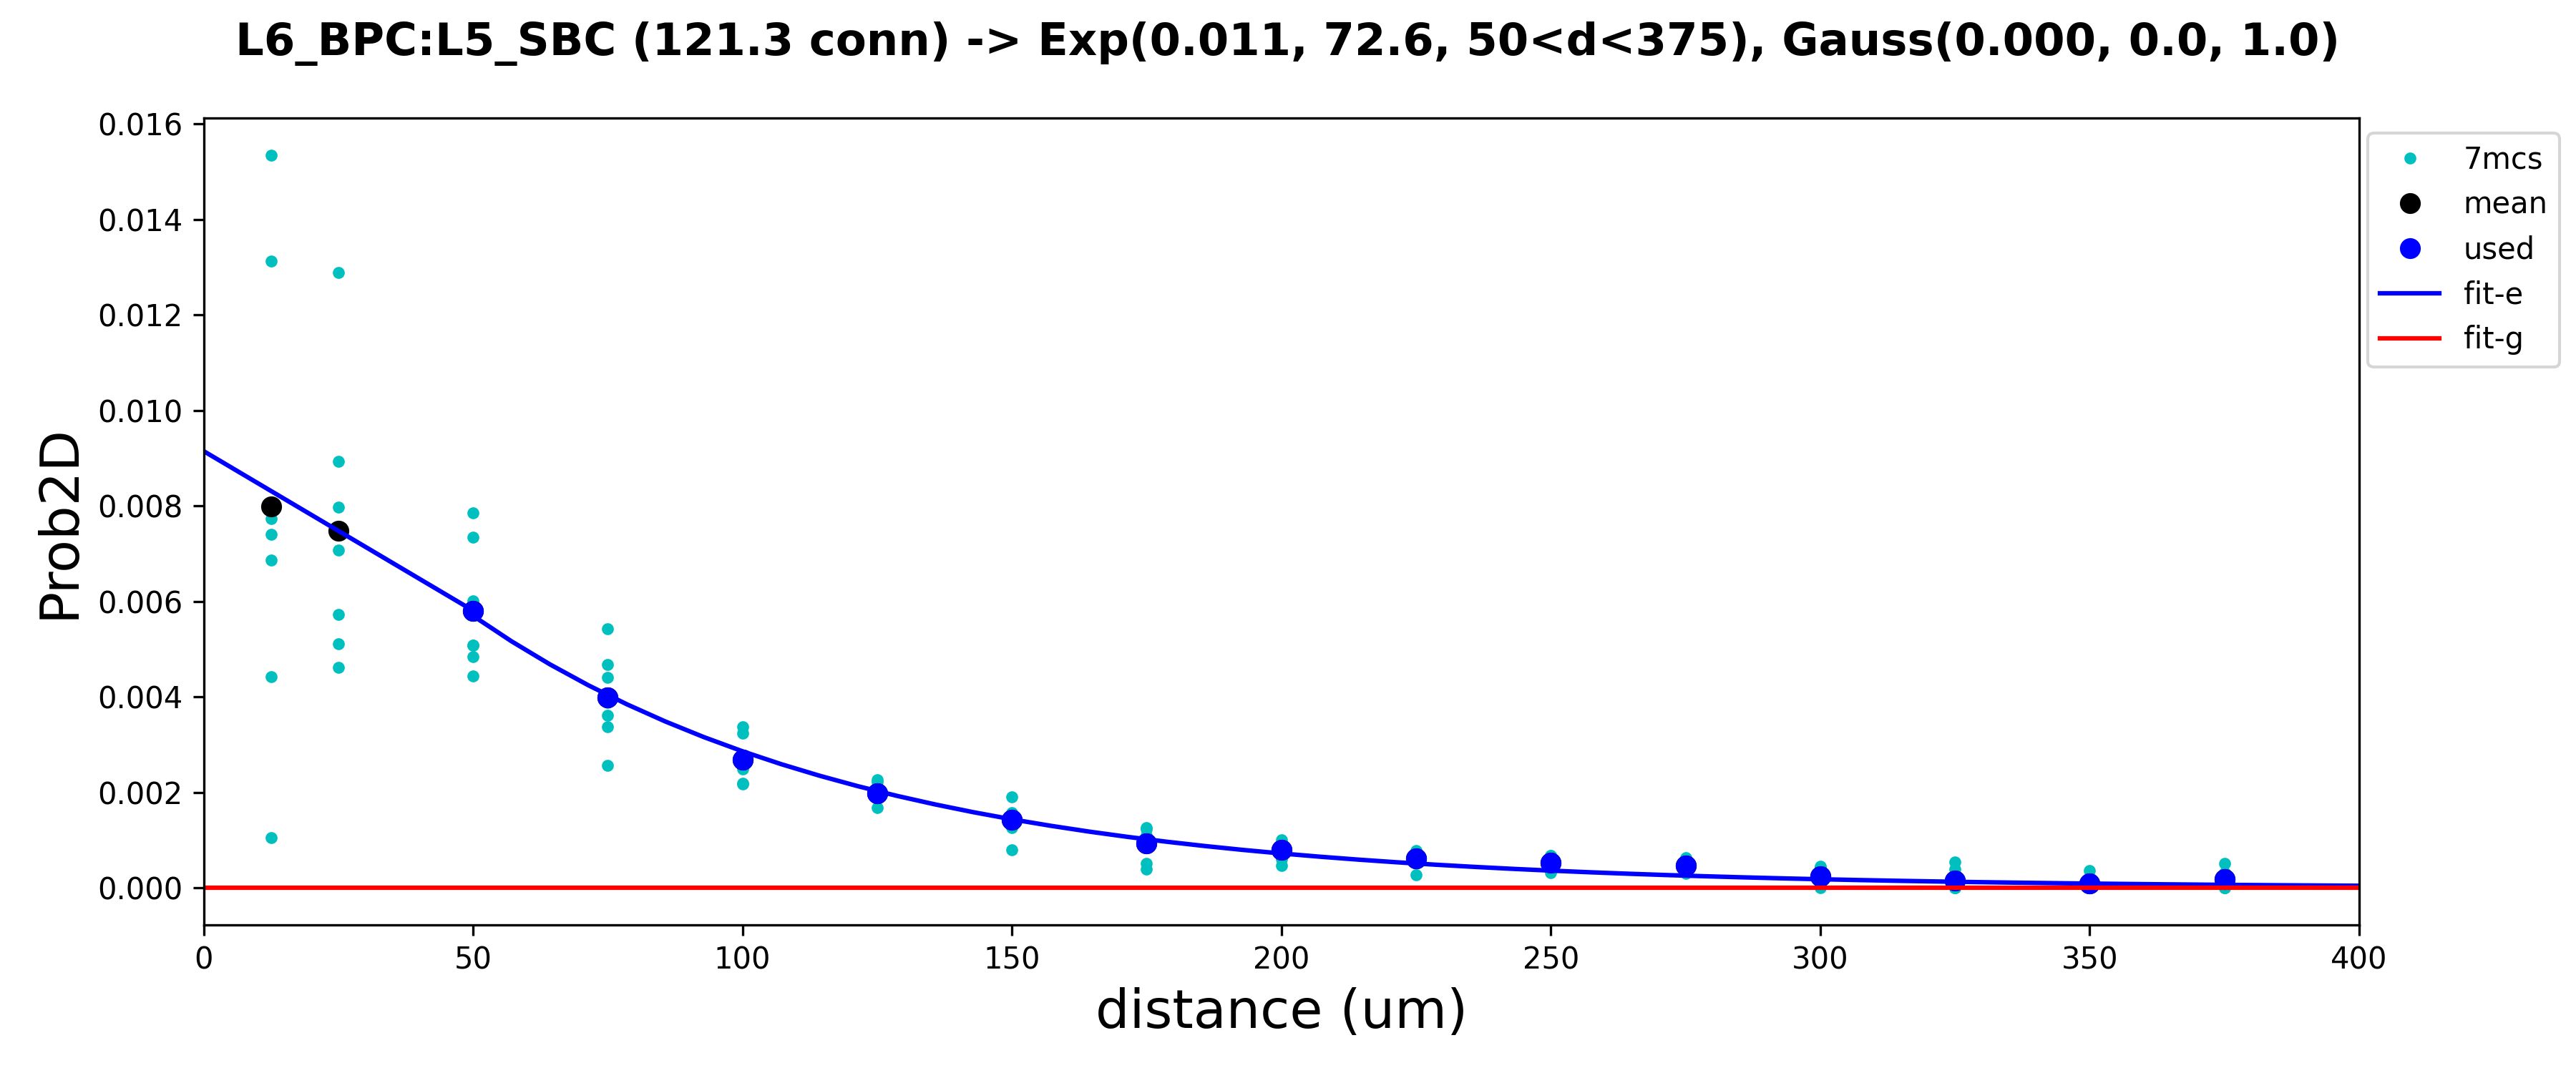 L6_BPC:L5_SBC (121.3 conn) -> Exp(0.011, 72.6, 50<d<375), Gauss(0.000, 0.0, 1.0)
0.016
0.014
0.012
0.010
0.008
0.006
0.004
0.002
0.000
Prob2D
0 50 100 150 200 250 300 350 400
distance (um)
7mcs
mean
used
fit-e
fit-g